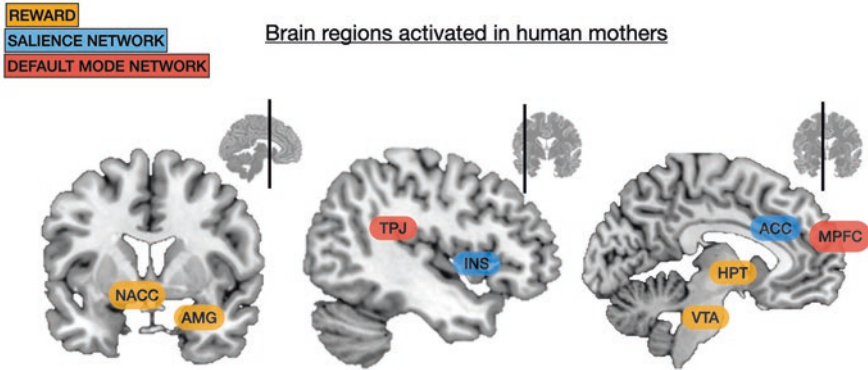 REWARD
SALIENCE NETWORK
DEFAULT MODE NETWORK
Brain regions activated in human mothers
TPJ
INS
NACC
AMG
ACC
MPFC
HPT
VTA